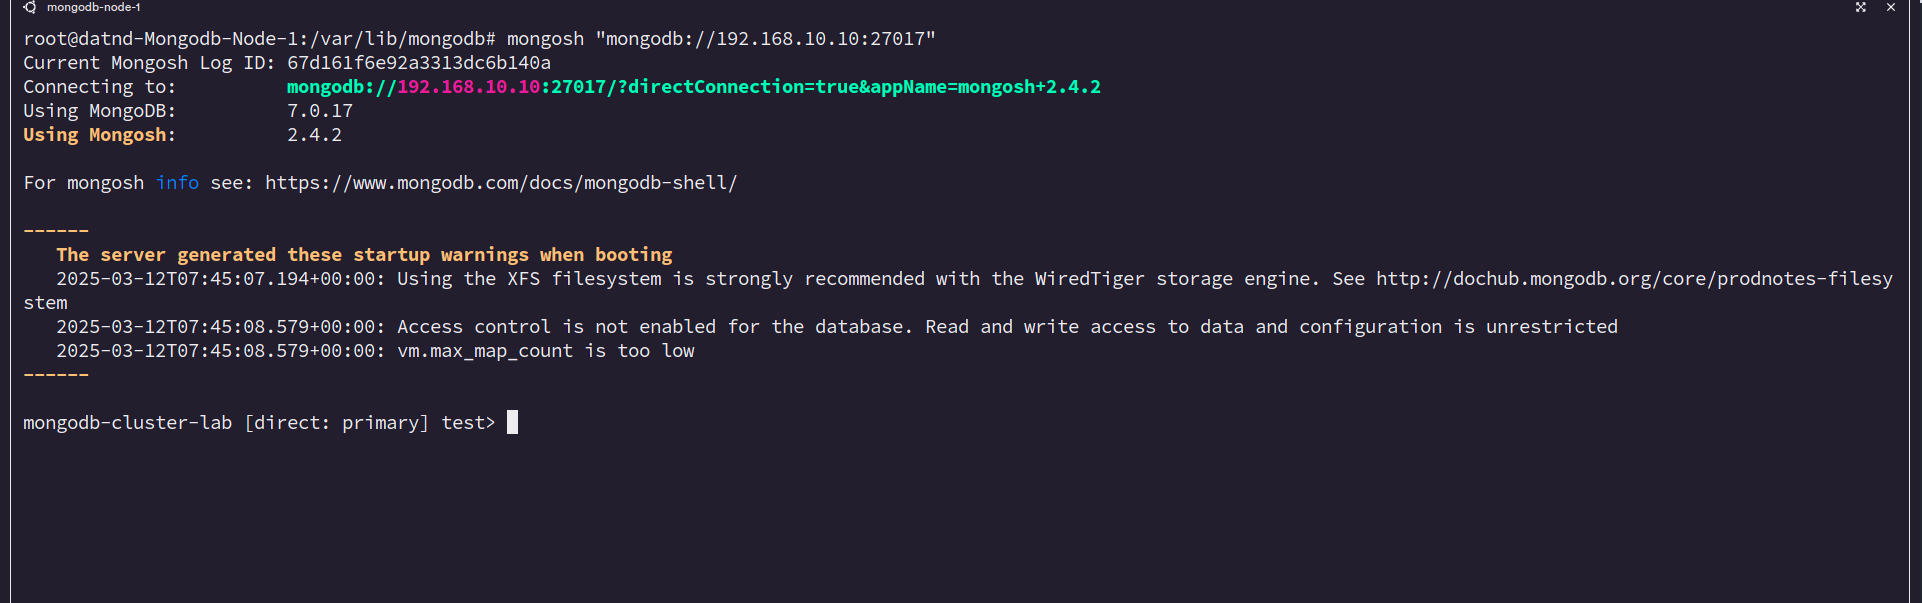 mongodb-node-1
root@datnd-Mongodb-Node-1:/var/lib/mongodb# mongosh "mongodb://192.168.10.10:27017"
Current Mongosh Log ID: 67d161f6e92a3313dc6b140a
Connecting to: mongodb://192.168.10.10:27017/?directConnection=true&appName=mongosh+2.4.2
Using MongoDB: 7.0.17
Using Mongosh: 2.4.2
For mongosh info see: https://www.mongodb.com/docs/mongodb-shell/
------
The server generated these startup warnings when booting
2025-03-12T07:45:07.194+00:00: Using the XFS filesystem is strongly recommended with the WiredTiger storage engine. See http://dochub.mongodb.org/core/prodnotes-filesy
stem
2025-03-12T07:45:08.579+00:00: Access control is not enabled for the database. Read and write access to data and configuration is unrestricted
2025-03-12T07:45:08.579+00:00: vm.max_map_count is too low
------
mongodb-cluster-lab [direct: primary] test>